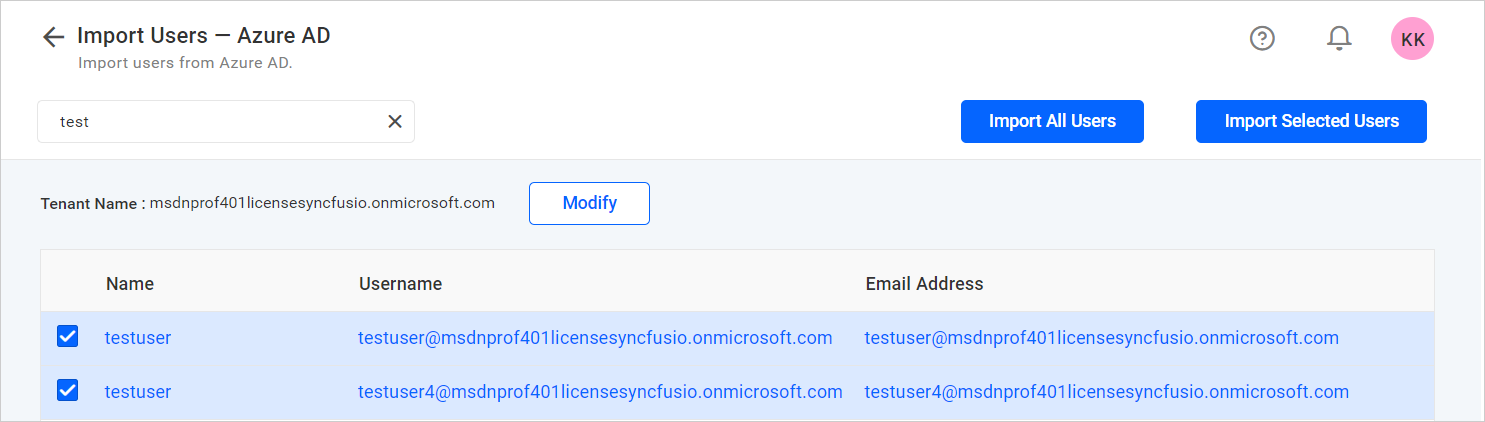 Import Users — Azure AD
Import users from Azure AD.
KK
test
Import All Users
Import Selected Users
Tenant Name : msdnprof401licensesyncfusio.onmicrosoft.com
Modify
Name Username Email Address
testuser testuser@msdnprof401licensesyncfusio.onmicrosoft.com testuser@msdnprof401licensesyncfusio.onmicrosoft.com
testuser testuser4@msdnprof401licensesyncfusio.onmicrosoft.com testuser4@msdnprof401licensesyncfusio.onmicrosoft.com